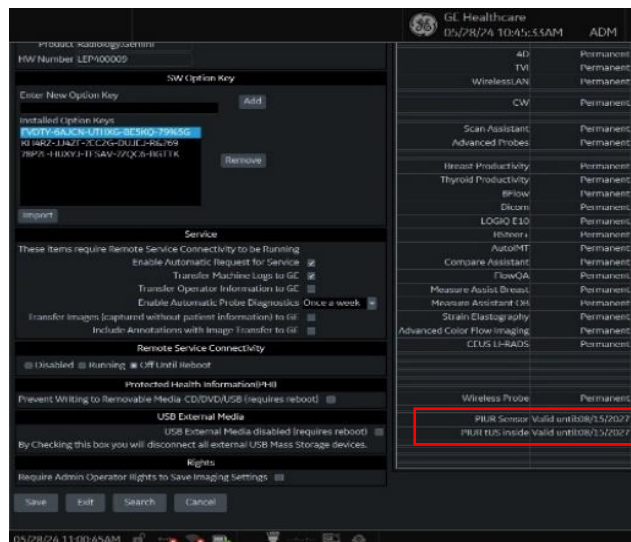 GE Healthcare
05/28/24 10:45:33AM ADM
Product Radiology:Gemini
HW Number LEP400009
SW Option Key
Enter New Option Key
Add
Installed Option Keys
Remove
Import
Service
These items require Remote Service Connectivity to be Running
Enable Automatic Request for Service
Transfer Machine Logs to GE
Transfer Operator Information to GE
Enable Automatic Probe Diagnostics Once a week
Transfer Images (captured without patient information) to GE
Include Annotations with Image Transfer to GE
Remote Service Connectivity
Disabled Running Off Until Reboot
Protected Health Information(PHI)
Prevent Writing to Removable Media-CD/DVD/USB (requires reboot)
USB External Media
USB External Media disabled (requires reboot)
By Checking this box you will disconnect all external USB Mass Storage devices.
Rights
Require Admin Operator Rights to Save Imaging Settings
Save Exit Search Cancel
05/28/24 11:00:45AM
4D Permanent
TVI Permanent
WirelessLAN Permanent
CW Permanent
Scan Assistant Permanent
Advanced Probes Permanent
Breast Productivity Permanent
Thyroid Productivity Permanent
BFlow Permanent
Dicom Permanent
LOGIQ E10 Permanent
BSteer+ Permanent
AutoIMT Permanent
Compare Assistant Permanent
FlowQA Permanent
Measure Assist Breast Permanent
Measure Assistant OB Permanent
Strain Elastography Permanent
Advanced Color Flow Imaging Permanent
CEUS LI-RADS Permanent
Wireless Probe Permanent
PIUR Sensor Valid until:08/15/2027
PIUR tUS inside Valid until:08/15/2027